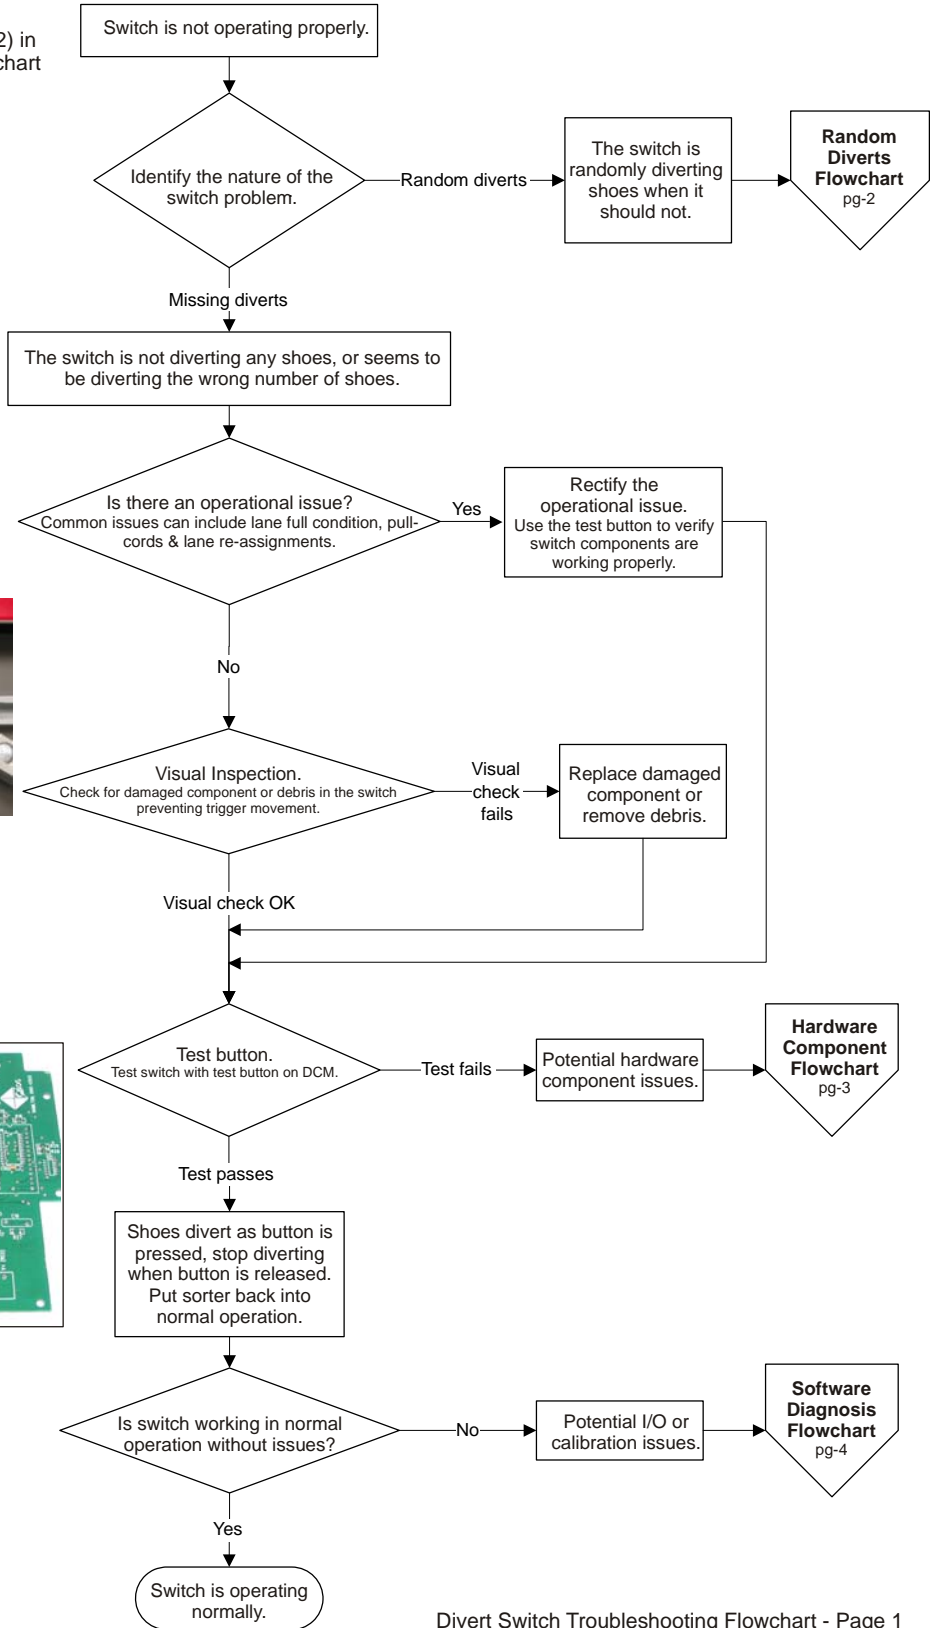 2) in
chart
Switch is not operating properly.
Identify the nature of the
switch problem.
Random diverts
The switch is
randomly diverting
shoes when it
should not.
Random
Diverts
Flowchart
pg-2
Missing diverts
The switch is not diverting any shoes, or seems to
be diverting the wrong number of shoes.
Is there an operational issue?
Common issues can include lane full condition, pull-
cords & lane re-assignments.
Yes
Rectify the
operational issue.
Use the test button to verify
switch components are
working properly.
No
Visual Inspection.
Check for damaged component or debris in the switch
preventing trigger movement.
Visual
check
fails
Replace damaged
component or
remove debris.
Visual check OK
Test button.
Test switch with test button on DCM.
Test fails
Potential hardware
component issues.
Hardware
Component
Flowchart
pg-3
Test passes
Shoes divert as button is
pressed, stop diverting
when button is released.
Put sorter back into
normal operation.
Is switch working in normal
operation without issues?
No
Potential I/O or
calibration issues.
Software
Diagnosis
Flowchart
pg-4
Yes
Switch is operating
normally.
Divert Switch Troubleshooting Flowchart - Page 1